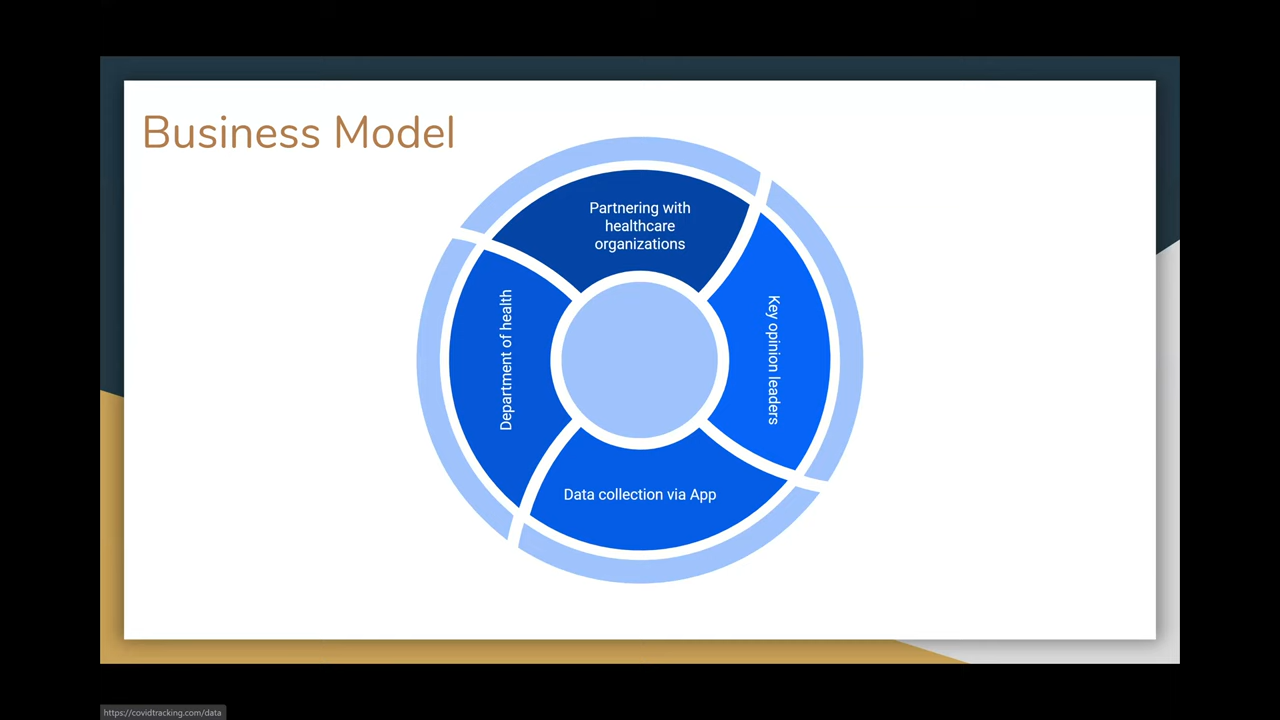 Business Model
Partnering with
healthcare
organizations
Department of health
Key opinion leaders
Data collection via App
https://covidtracking.com/data